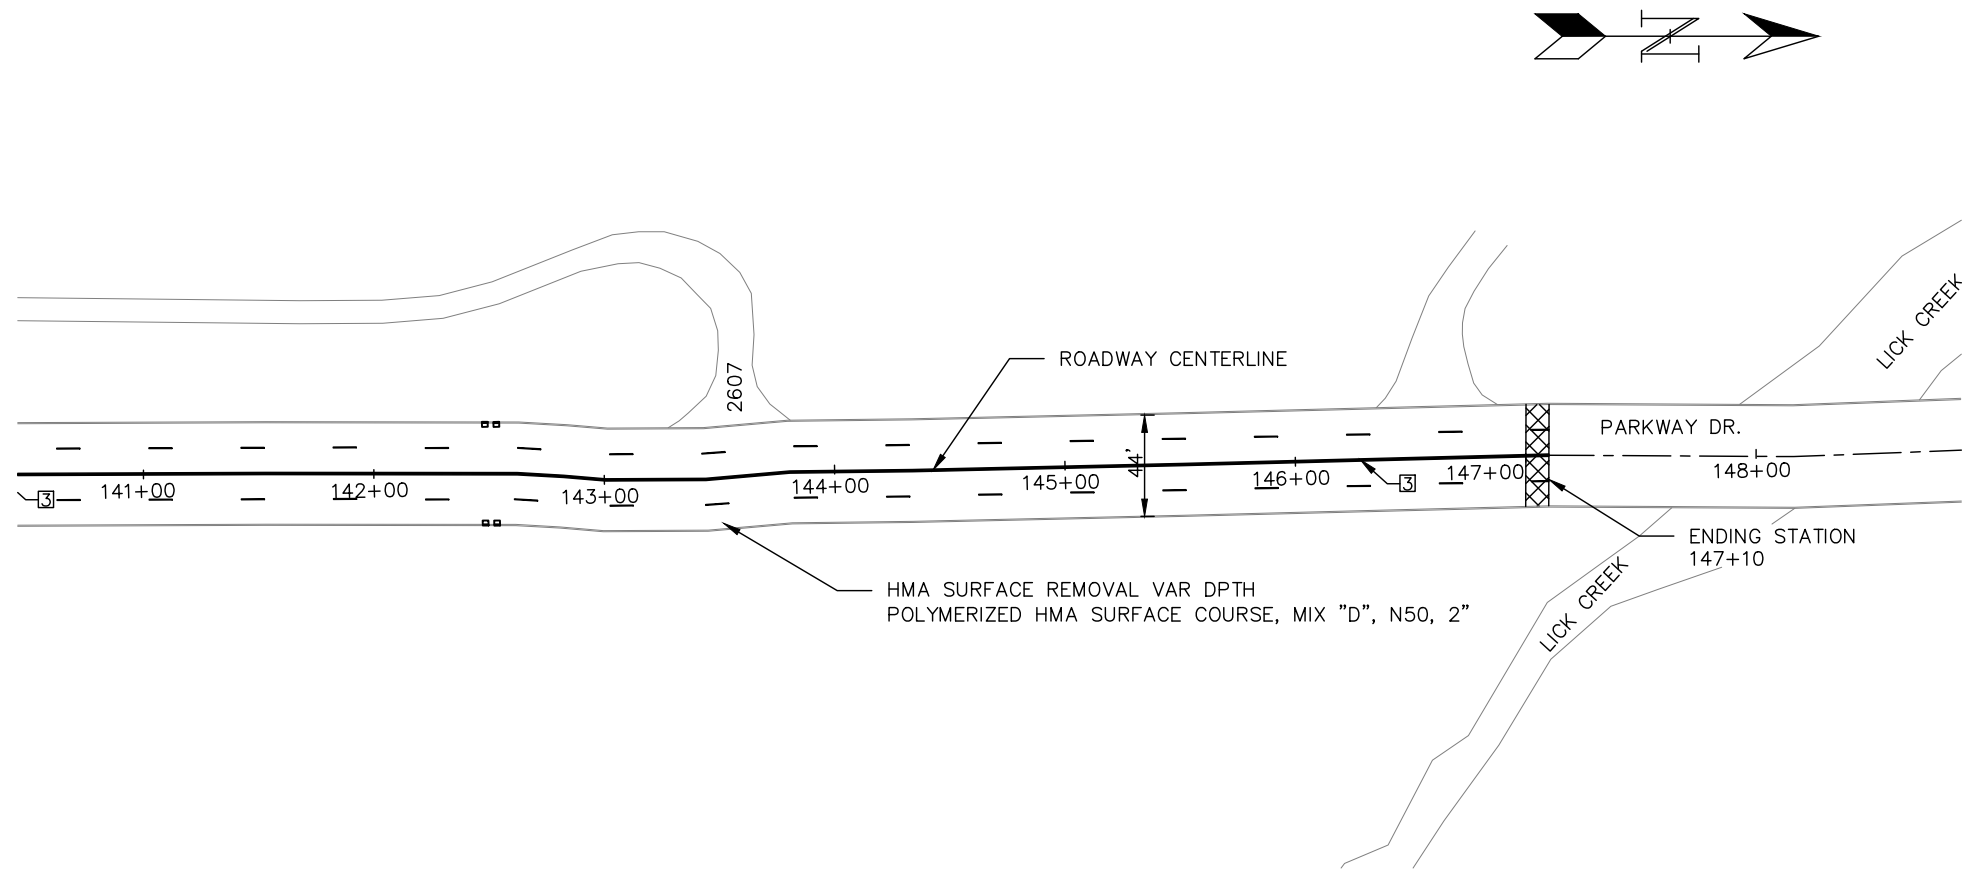 N
LICK CREEK
ROADWAY CENTERLINE
2607
PARKWAY DR.
44'
141+00
142+00
143+00
144+00
145+00
146+00
147+00
148+00
3
3
ENDING STATION
147+10
HMA SURFACE REMOVAL VAR DPTH
POLYMERIZED HMA SURFACE COURSE, MIX "D", N50, 2"
LICK CREEK